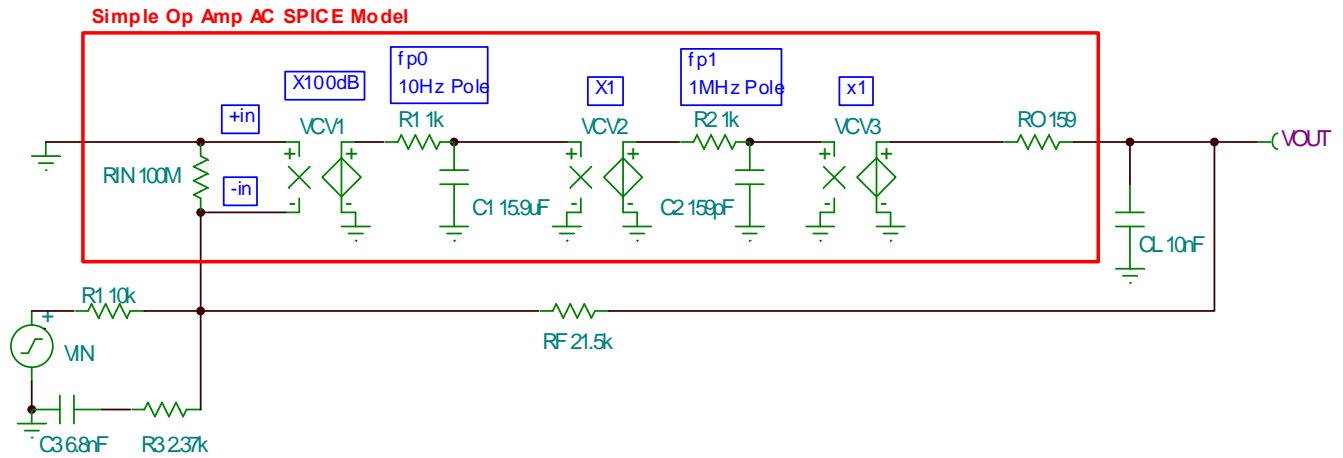 Simple Op Amp AC SPICE Model
fp0
10Hz Pole
fp1
1MHz Pole
X100dB
X1
x1
+in
VCV1
R1 1k
VCV2
R2 1k
VCV3
RO 159
+
+
+
+
+
+
VOUT
RIN 100M
-in
-
-
-
-
-
-
C1 15.9uF
C2 159pF
CL 10nF
R1 10k
+
RF 21.5k
VIN
C3 6.8nF
R3 2.37k